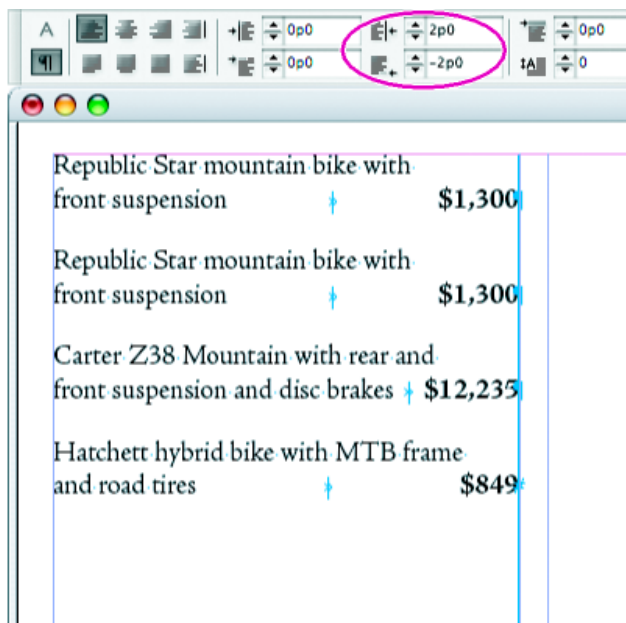 A 0p0 2p0 0p0
¶ 0p0 -2p0 A 0
Republic Star mountain bike with
front suspension $1,300
Republic Star mountain bike with
front suspension $1,300
Carter Z38 Mountain with rear and
front suspension and disc brakes $12,235
Hatchett hybrid bike with MTB frame
and road tires $849